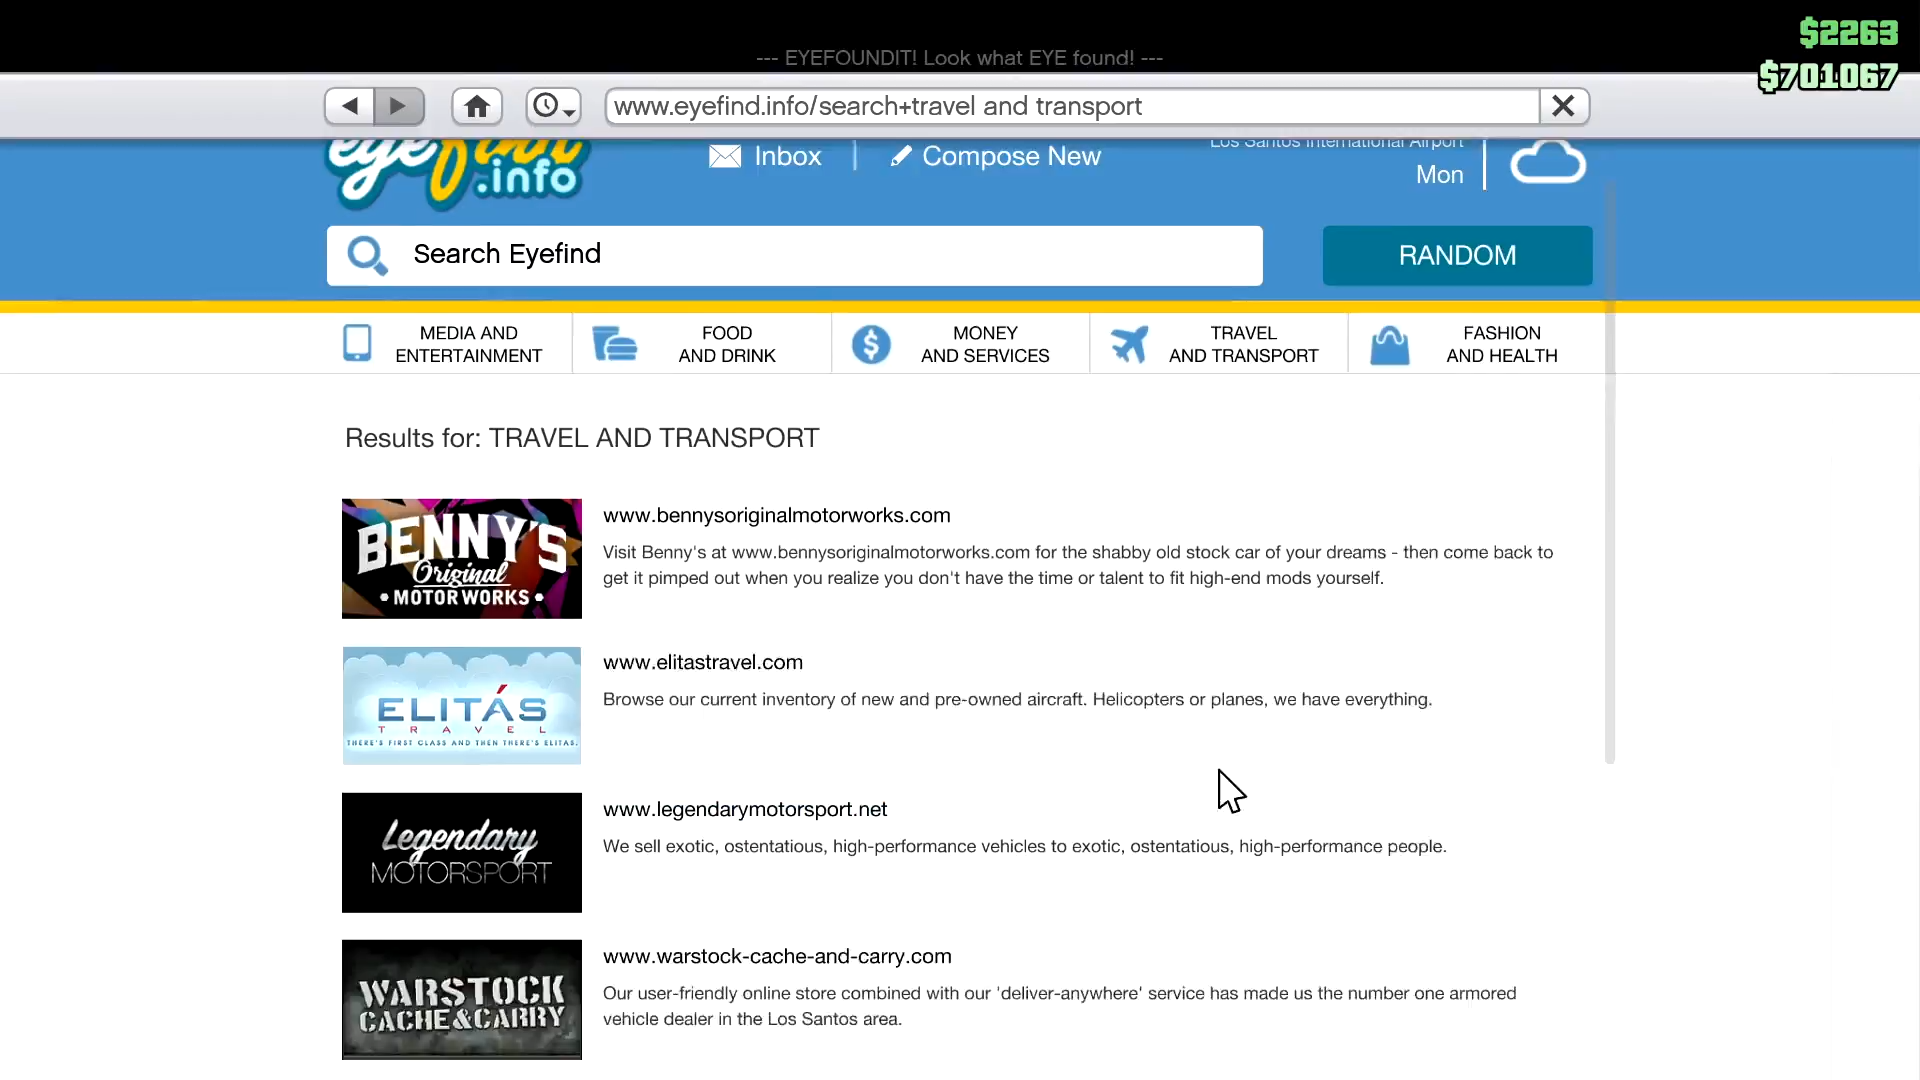 $2263
--- EYEFOUNDIT! Look what EYE found! ---
$701067
www.eyefind.info/search+travel and transport
eyefind
.info
Inbox
Compose New
Los Santos International Airport
Mon
Search Eyefind
RANDOM
MEDIA AND
ENTERTAINMENT
FOOD
AND DRINK
MONEY
AND SERVICES
TRAVEL
AND TRANSPORT
FASHION
AND HEALTH
Results for: TRAVEL AND TRANSPORT
BENNY'S
Original
• MOTOR WORKS •
www.bennysoriginalmotorworks.com
Visit Benny's at www.bennysoriginalmotorworks.com for the shabby old stock car of your dreams - then come back to
get it pimped out when you realize you don't have the time or talent to fit high-end mods yourself.
ELITÁS
TRAVEL
THERE'S FIRST CLASS AND THEN THERE'S ELITAS.
www.elitastravel.com
Browse our current inventory of new and pre-owned aircraft. Helicopters or planes, we have everything.
Legendary
MOTORSPORT
www.legendarymotorsport.net
We sell exotic, ostentatious, high-performance vehicles to exotic, ostentatious, high-performance people.
WARSTOCK
CACHE&CARRY
www.warstock-cache-and-carry.com
Our user-friendly online store combined with our 'deliver-anywhere' service has made us the number one armored
vehicle dealer in the Los Santos area.